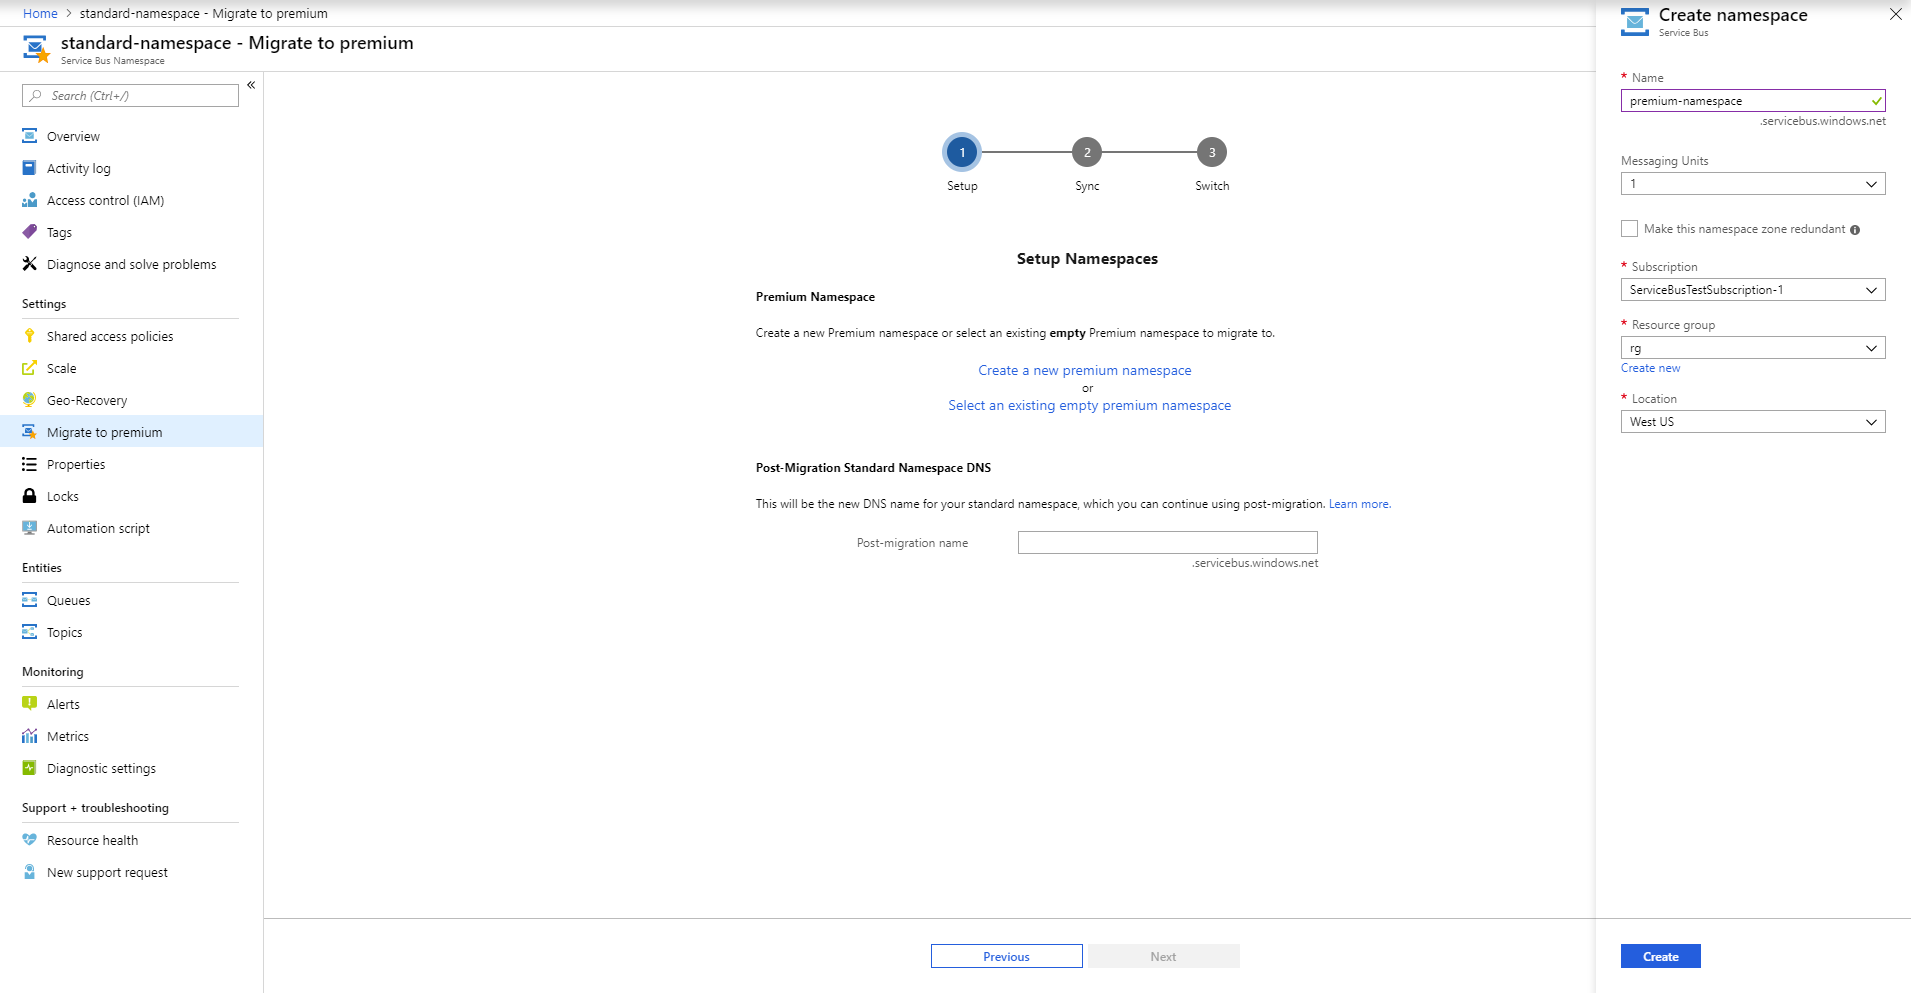 Home > standard-namespace - Migrate to premium
standard-namespace - Migrate to premium
Service Bus Namespace
Search (Ctrl+/)
«
Overview
Activity log
Access control (IAM)
Tags
Diagnose and solve problems
Settings
Shared access policies
Scale
Geo-Recovery
Migrate to premium
Properties
Locks
Automation script
Entities
Queues
Topics
Monitoring
Alerts
Metrics
Diagnostic settings
Support + troubleshooting
Resource health
New support request
1
2
3
Setup
Sync
Switch
Setup Namespaces
Premium Namespace
Create a new Premium namespace or select an existing empty Premium namespace to migrate to.
Create a new premium namespace
or
Select an existing empty premium namespace
Post-Migration Standard Namespace DNS
This will be the new DNS name for your standard namespace, which you can continue using post-migration. Learn more.
Post-migration name
.servicebus.windows.net
Previous
Next
Create namespace
Service Bus
* Name
premium-namespace
.servicebus.windows.net
Messaging Units
1
Make this namespace zone redundant
* Subscription
ServiceBusTestSubscription-1
* Resource group
rg
Create new
* Location
West US
Create